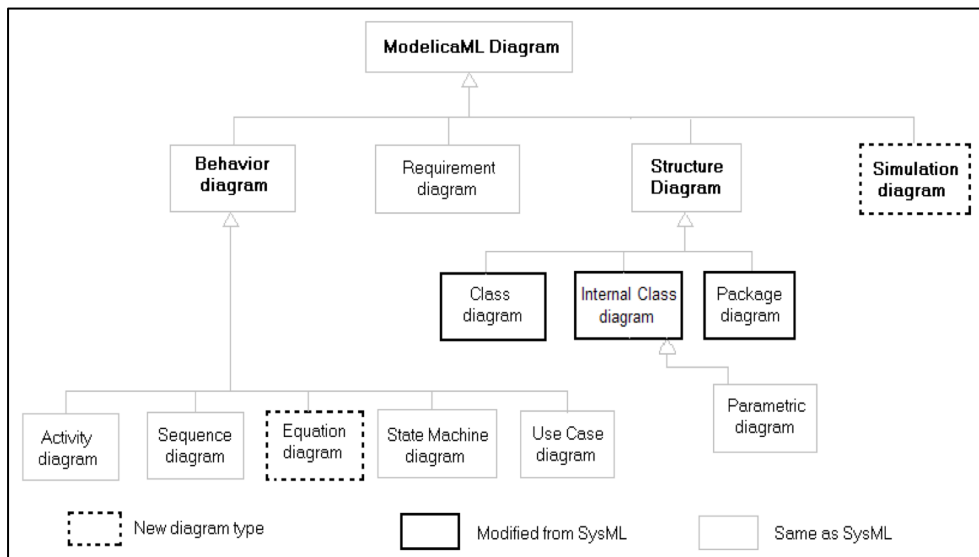 ModelicaML Diagram
Behavior
diagram
Requirement
diagram
Structure
Diagram
Simulation
diagram
Class
diagram
Internal Class
diagram
Package
diagram
Parametric
diagram
Activity
diagram
Sequence
diagram
Equation
diagram
State Machine
diagram
Use Case
diagram
New diagram type
Modified from SysML
Same as SysML